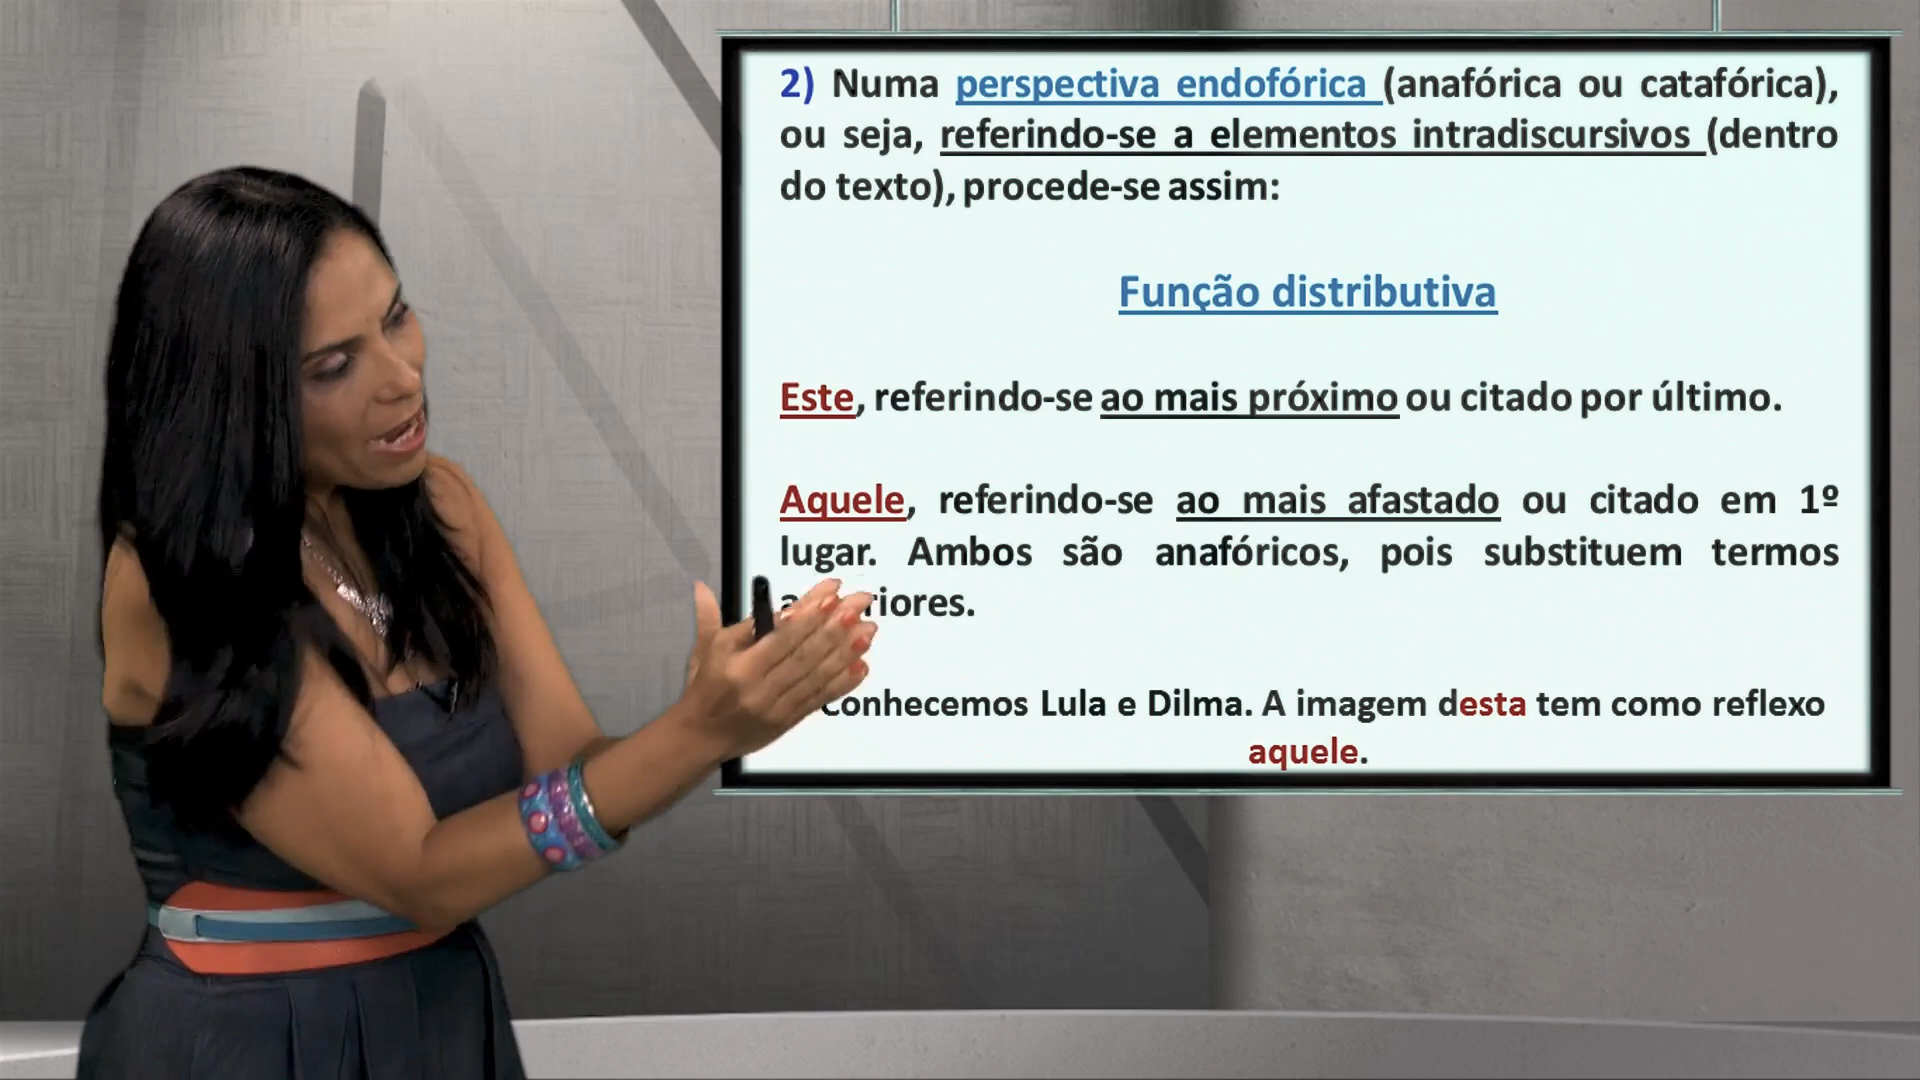 2) Numa perspectiva endofórica (anafórica ou catafórica),
ou seja, referindo-se a elementos intradiscursivos (dentro
do texto), procede-se assim:
Função distributiva
Este, referindo-se ao mais próximo ou citado por último.
Aquele, referindo-se ao mais afastado ou citado em 1º
lugar. Ambos são anafóricos, pois substituem termos
Conhecemos Lula e Dilma. A imagem desta tem como reflexo
aquele.